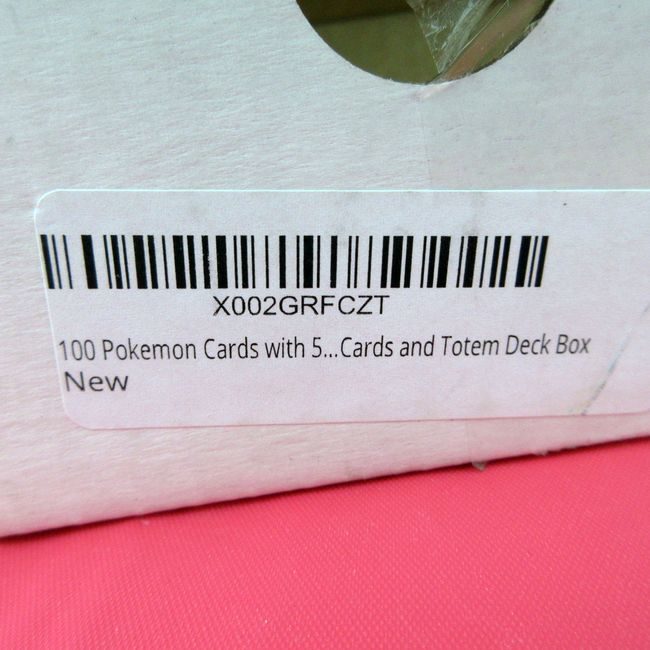 X002GRFCZT
100 Pokemon Cards with 5...Cards and Totem Deck Box
New